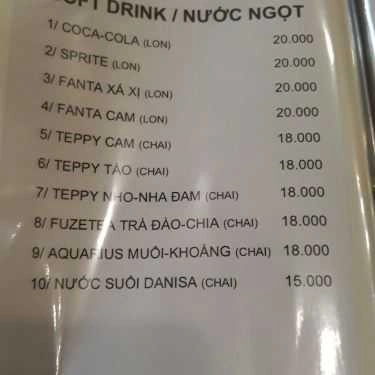 SOFT DRINK / NƯỚC NGỌT
1/ COCA-COLA (LON) 20.000
2/ SPRITE (LON) 20.000
3/ FANTA XÁ XỊ (LON) 20.000
4/ FANTA CAM (LON) 20.000
5/ TEPPY CAM (CHAI) 18.000
6/ TEPPY TÁO (CHAI) 18.000
7/ TEPPY NHO-NHA ĐAM (CHAI) 18.000
8/ FUZETEA TRÀ ĐÀO-CHIA (CHAI) 18.000
9/ AQUARIUS MUỐI-KHOÁNG (CHAI) 18.000
10/ NƯỚC SUỐI DANISA (CHAI) 15.000